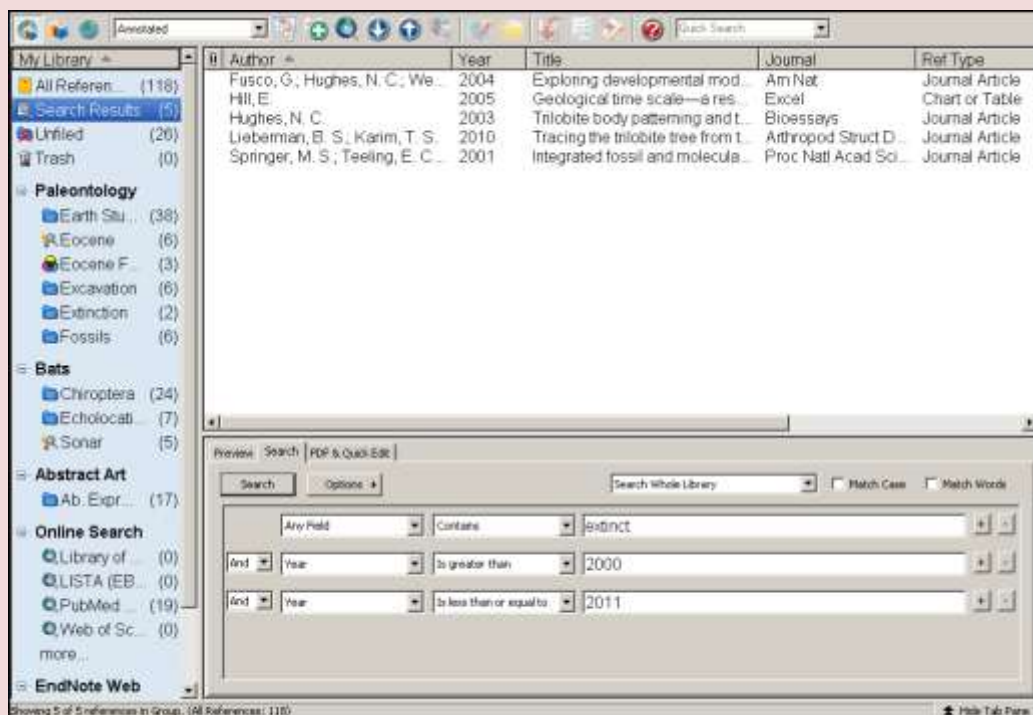 Annotated
Quick Search
My Library
All Referen... (118)
Search Results (5)
Unfiled (26)
Trash (0)
Paleontology
Earth Stu... (38)
Eocene (6)
Eocene F... (3)
Excavation (6)
Extinction (2)
Fossils (6)
Bats
Chiroptera (24)
Echolocati... (7)
Sonar (5)
Abstract Art
Ab. Expr... (17)
Online Search
Library of ... (0)
LISTA (EB... (0)
PubMed ... (19)
Web of Sc... (0)
more...
EndNote Web
Author Year Title Journal Ref Type
Fusco, G.; Hughes, N. C.; We... 2004 Exploring developmental mod... Am Nat Journal Article
Hill, E. 2005 Geological time scale—a res... Excel Chart or Table
Hughes, N. C. 2003 Trilobite body patterning and t... Bioessays Journal Article
Lieberman, B. S.; Karim, T. S. 2010 Tracing the trilobite tree from t... Arthropod Struct D... Journal Article
Springer, M. S.; Teeling, E. C... 2001 Integrated fossil and molecula... Proc Natl Acad Sci... Journal Article
Preview Search PDF & Quick Edit
Search Options Search Whole Library Match Case Match Words
Any Field Contains extinct
And Year Is greater than 2000
And Year Is less than or equal to 2011
Showing 5 of 5 references in Group. (All References: 118) Hide Tab Pane